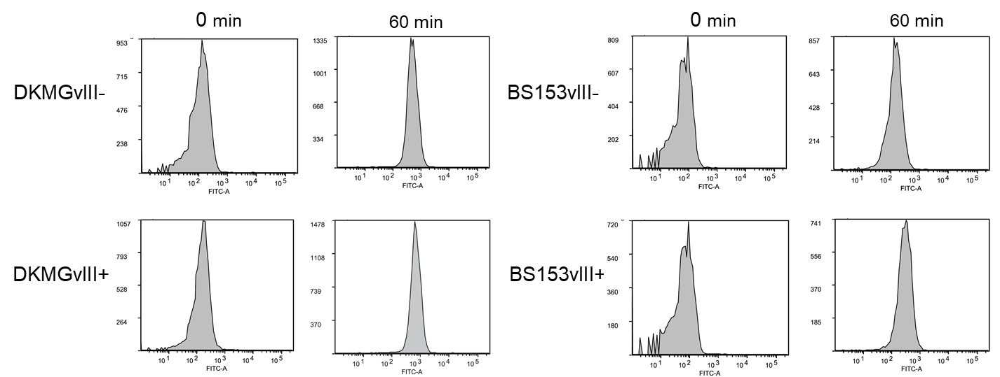 0 min
60 min
0 min
60 min
DKMGvIII-
953
715
476
238
10¹ 10² 10³ 10⁴ 10⁵
FITC-A
1335
1001
668
334
10¹ 10² 10³ 10⁴ 10⁵
FITC-A
BS153vIII-
809
607
404
202
10¹ 10² 10³ 10⁴ 10⁵
FITC-A
857
643
428
214
10¹ 10² 10³ 10⁴ 10⁵
FITC-A
DKMGvIII+
1057
793
528
264
10¹ 10² 10³ 10⁴ 10⁵
FITC-A
1478
1108
739
370
10¹ 10² 10³ 10⁴ 10⁵
FITC-A
BS153vIII+
720
540
360
180
10¹ 10² 10³ 10⁴ 10⁵
FITC-A
741
556
370
185
10¹ 10² 10³ 10⁴ 10⁵
FITC-A